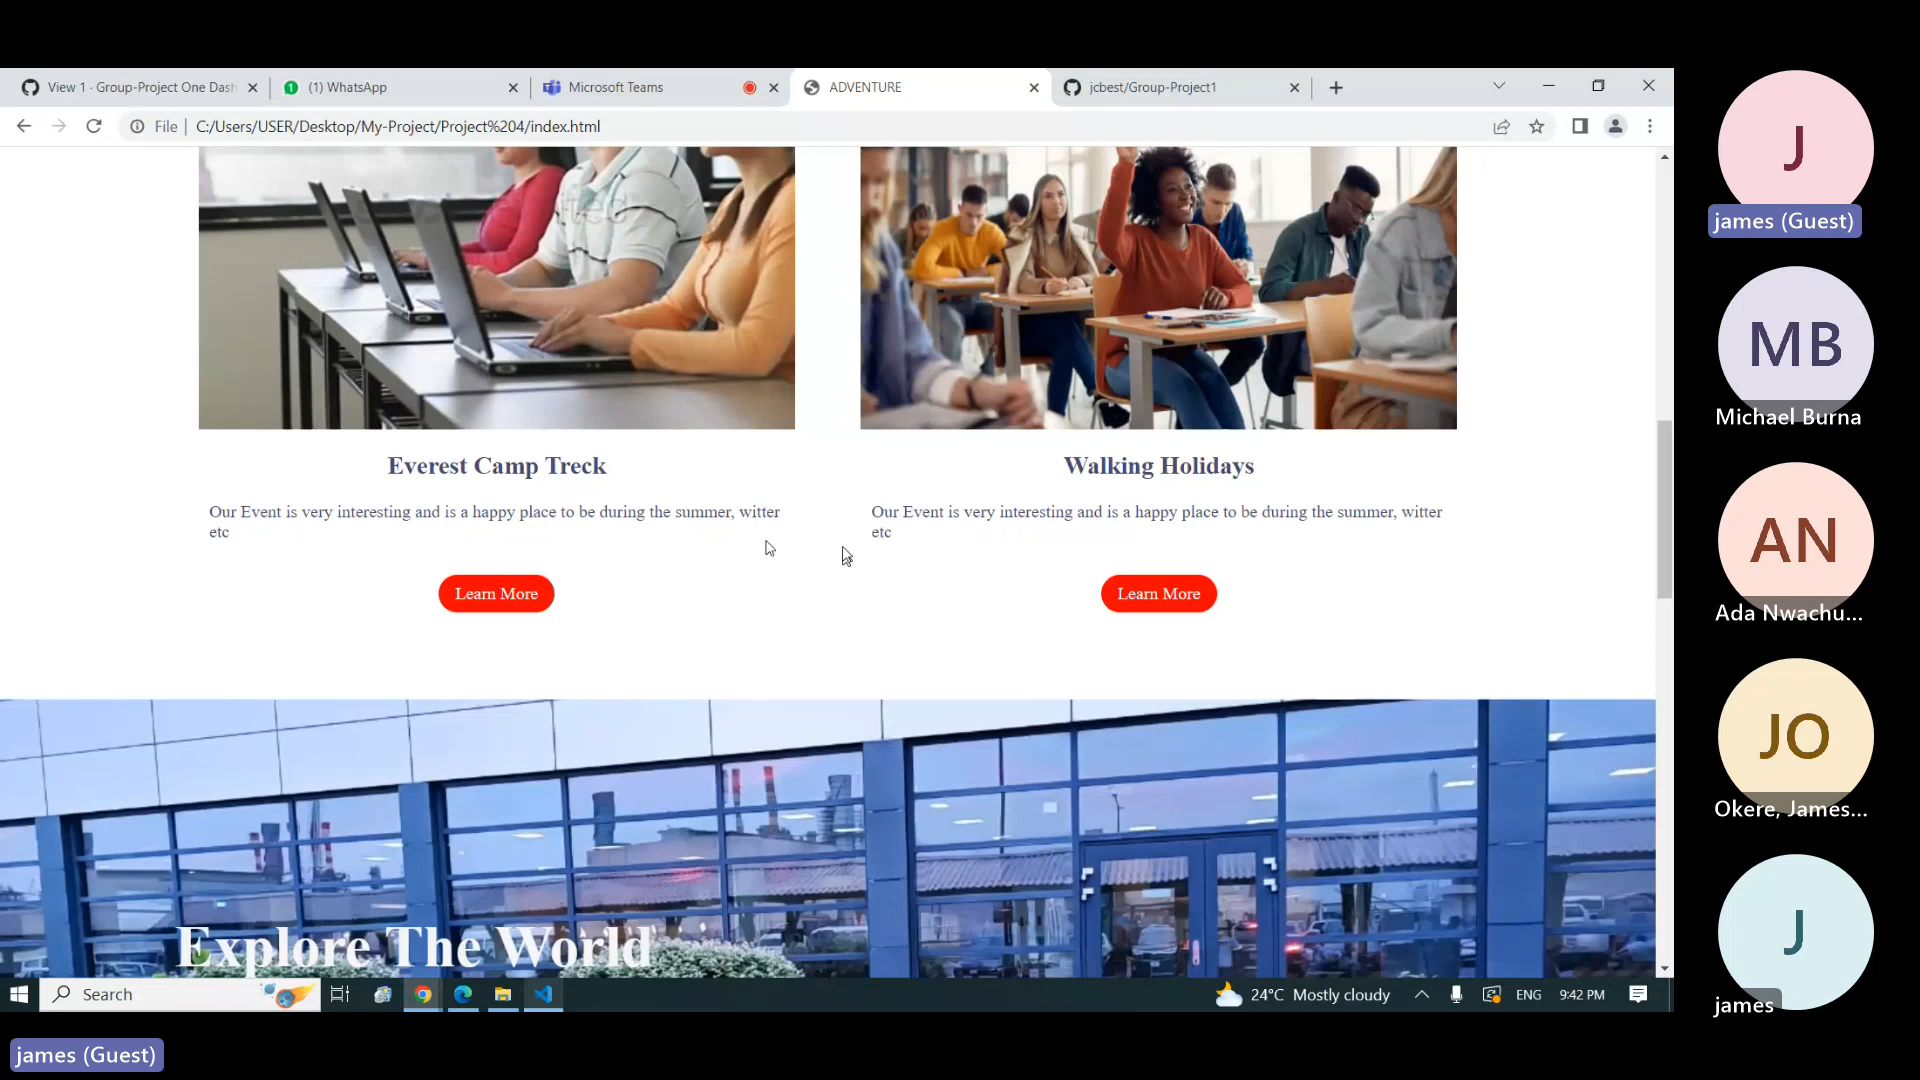 View 1 · Group-Project One Dash
1
(1) WhatsApp
Microsoft Teams
ADVENTURE
jcbest/Group-Project1
File
C:/Users/USER/Desktop/My-Project/Project%204/index.html
Everest Camp Treck
Our Event is very interesting and is a happy place to be during the summer, witter
etc
Learn More
Walking Holidays
Our Event is very interesting and is a happy place to be during the summer, witter
etc
Learn More
Explore The World
Search
24°C Mostly cloudy
ENG
9:42 PM
J
james (Guest)
MB
Michael Burna
AN
Ada Nwachu...
JO
Okere, James...
J
james
james (Guest)